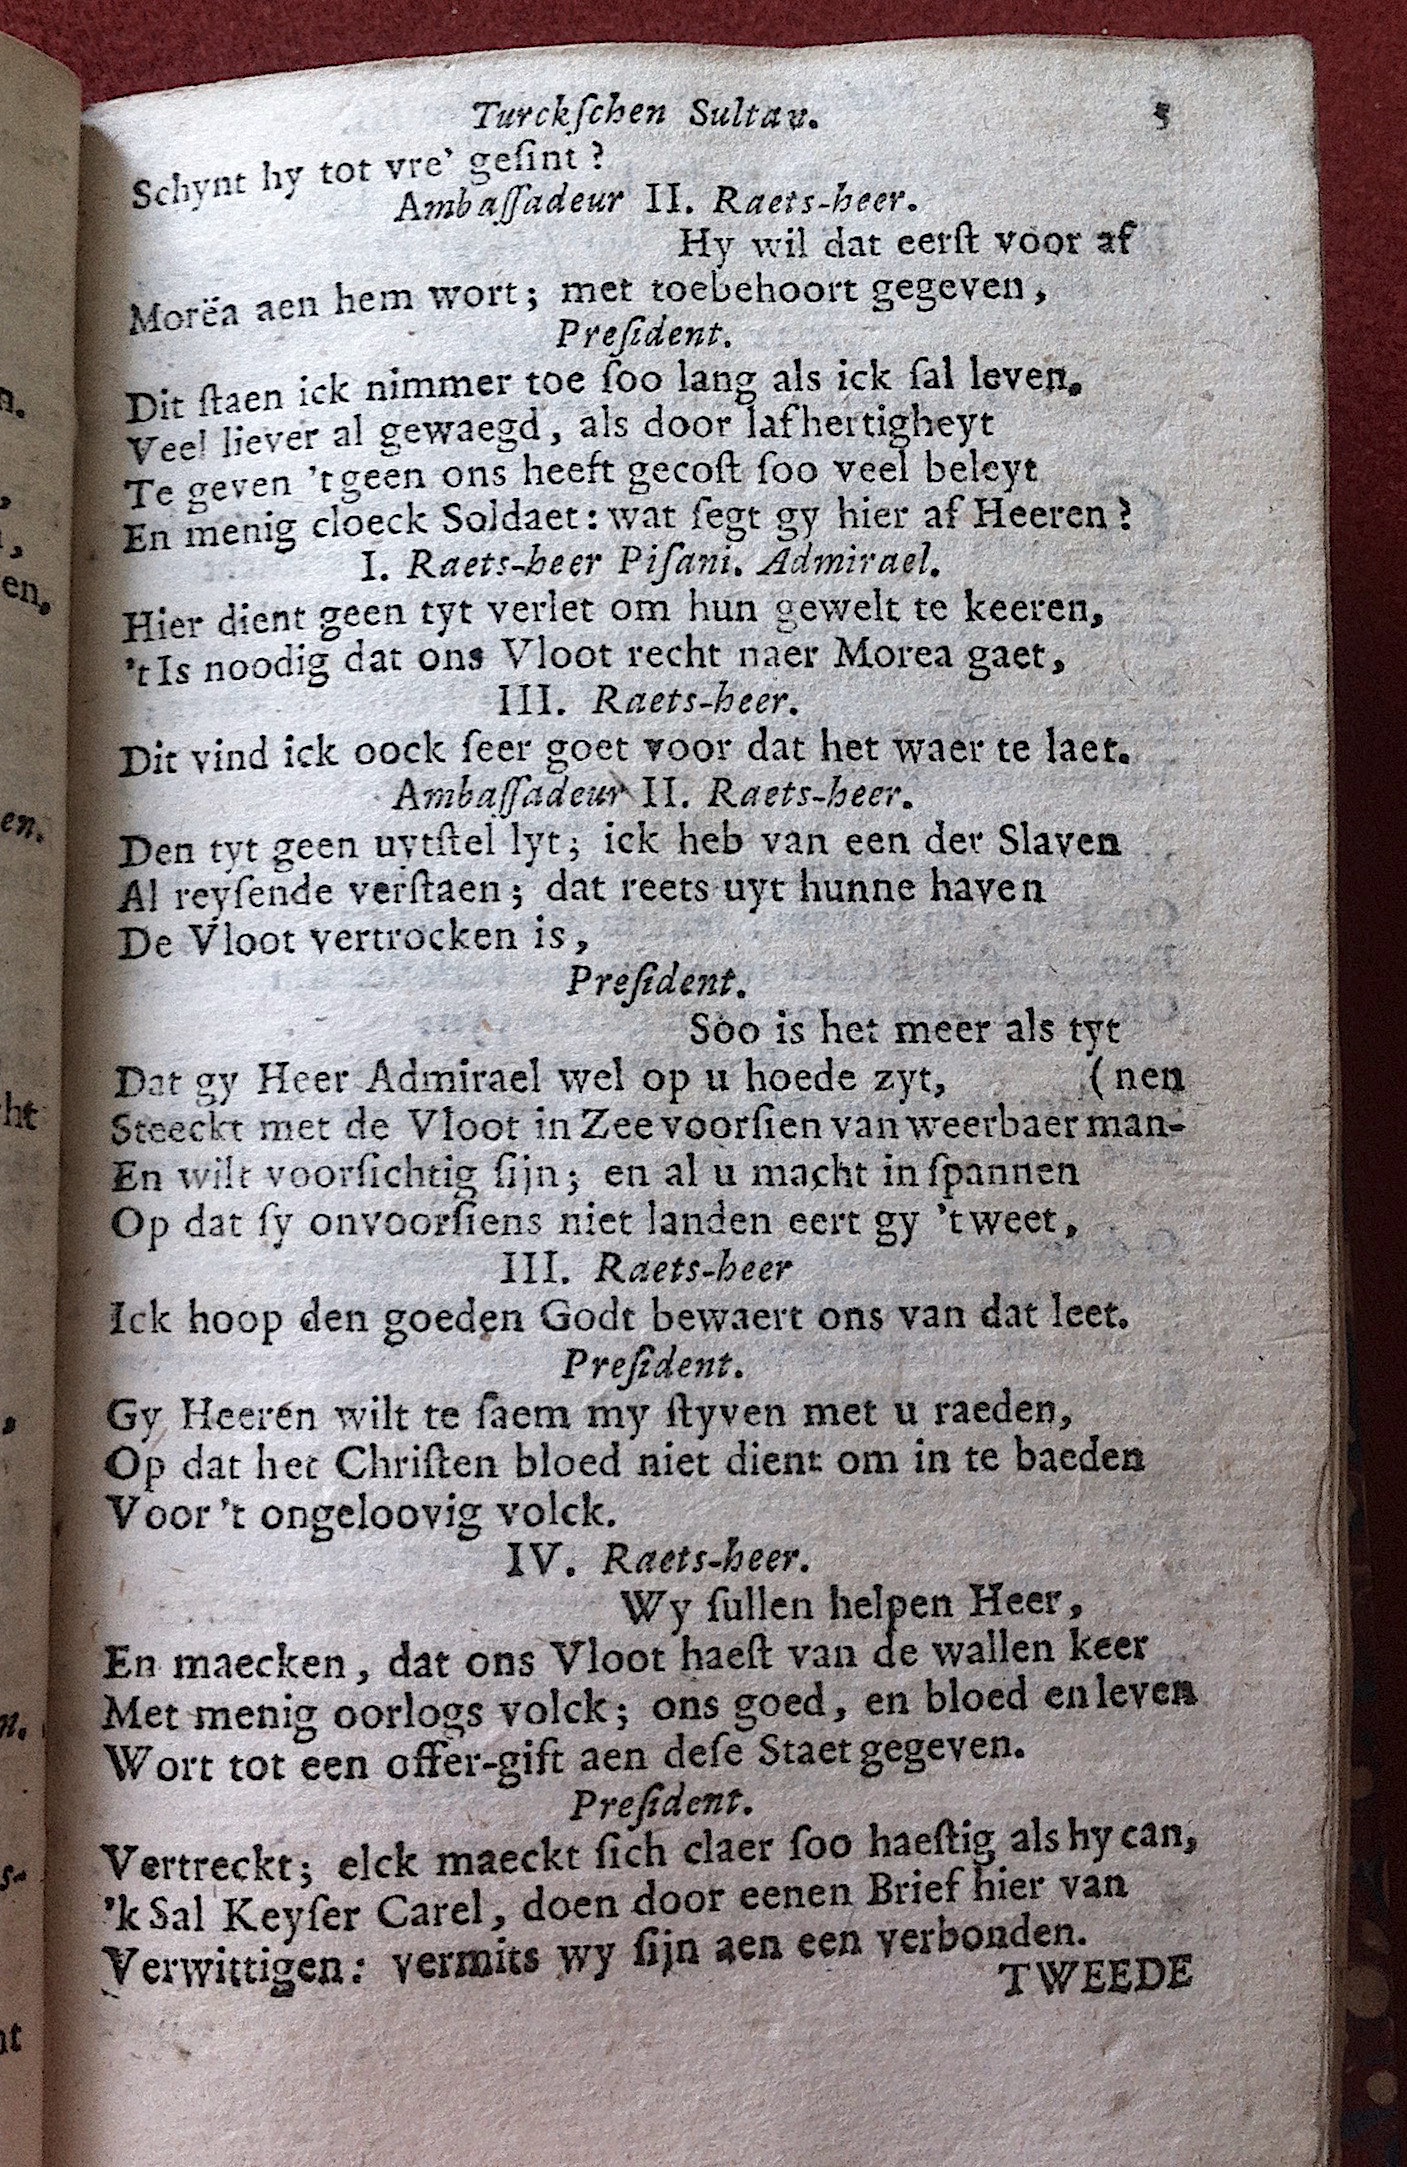 Turckſchen Sultau. 5
Schynt hy tot vre' geſint ?
Ambaſſadeur II. Raets-heer.
Hy wil dat eerſt voor af
Morëa aen hem wort; met toebehoort gegeven,
Preſident.
Dit ſtaen ick nimmer toe ſoo lang als ick ſal leven.
Veel liever al gewaegd, als door lafhertigheyt
Te geven 't geen ons heeft gecoſt ſoo veel beleyt
En menig cloeck Soldaet: wat ſegt gy hier af Heeren?
I. Raets-heer Piſani. Admirael.
Hier dient geen tyt verlet om hun gewelt te keeren,
't Is noodig dat ons Vloot recht naer Morea gaet,
III. Raets-heer.
Dit vind ick oock ſeer goet voor dat het waer te laet.
Ambaſſadeur II. Raets-heer.
Den tyt geen uytſtel lyt; ick heb van een der Slaven
Al reyſende verſtaen; dat reets uyt hunne haven
De Vloot vertrocken is,
Preſident.
Soo is het meer als tyt
Dat gy Heer Admirael wel op u hoede zyt, (nen
Steeckt met de Vloot in Zee voorſien van weerbaer man-
En wilt voorſichtig ſijn; en al u macht in ſpannen
Op dat ſy onvoorſiens niet landen eert gy 't weet,
III. Raets-heer
Ick hoop den goeden Godt bewaert ons van dat leet.
Preſident.
Gy Heeren wilt te ſaem my ſtyven met u raeden,
Op dat het Chriſten bloed niet dient om in te baeden
Voor 't ongeloovig volck.
IV. Raets-heer.
Wy ſullen helpen Heer,
En maecken, dat ons Vloot haeſt van de wallen keer
Met menig oorlogs volck; ons goed, en bloed en leven
Wort tot een offer-gift aen deſe Staet gegeven.
Preſident.
Vertreckt; elck maeckt ſich claer ſoo haeſtig als hy can,
'k Sal Keyſer Carel, doen door eenen Brief hier van
Verwittigen: vermits wy ſijn aen een verbonden.
TWEEDE